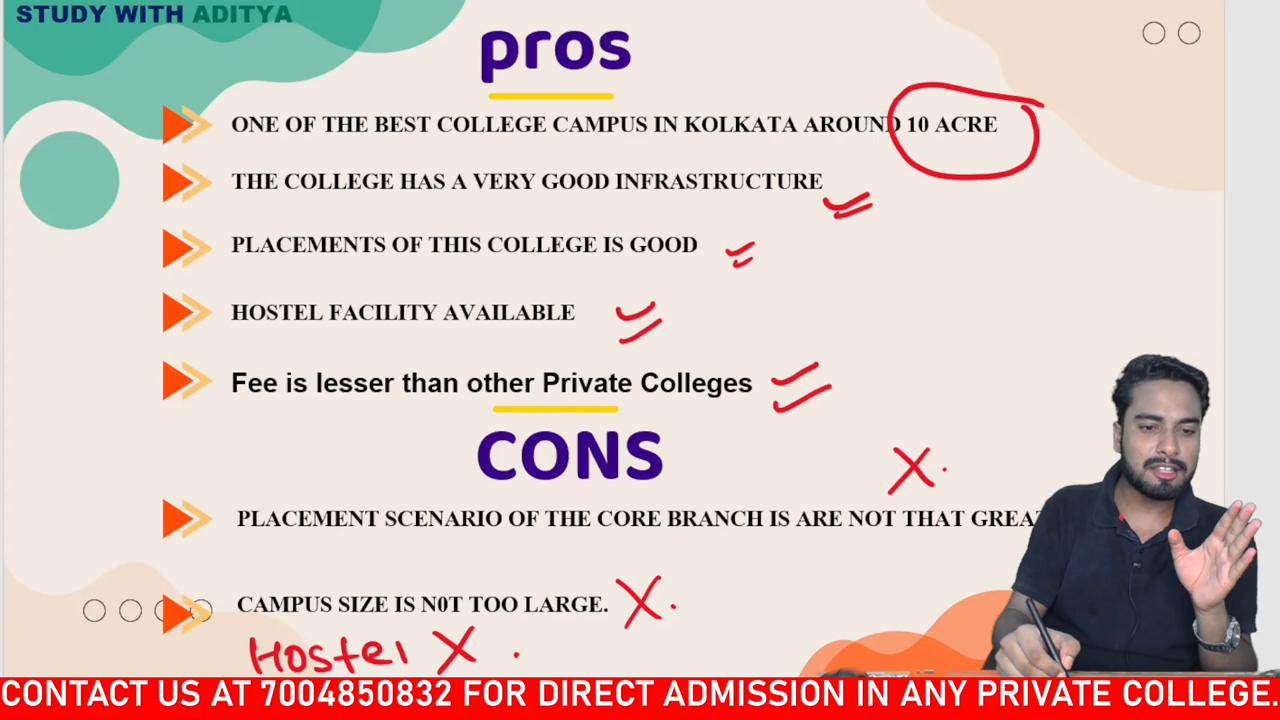 STUDY WITH ADITYA
pros
ONE OF THE BEST COLLEGE CAMPUS IN KOLKATA AROUND 10 ACRE
THE COLLEGE HAS A VERY GOOD INFRASTRUCTURE
PLACEMENTS OF THIS COLLEGE IS GOOD
HOSTEL FACILITY AVAILABLE
Fee is lesser than other Private Colleges
CONS
PLACEMENT SCENARIO OF THE CORE BRANCH IS ARE NOT THAT GREAT
CAMPUS SIZE IS N0T TOO LARGE.
Hostel X .
CONTACT US AT 7004850832 FOR DIRECT ADMISSION IN ANY PRIVATE COLLEGE.